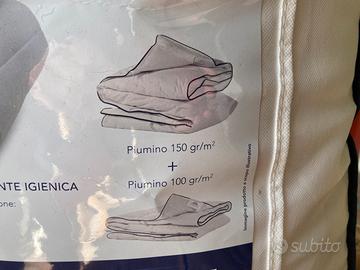 Piumino 150 gr/m²
+
NTE IGIENICA
Piumino 100 gr/m²
one:
Immagine prodotto a scopo illustrativo
subito